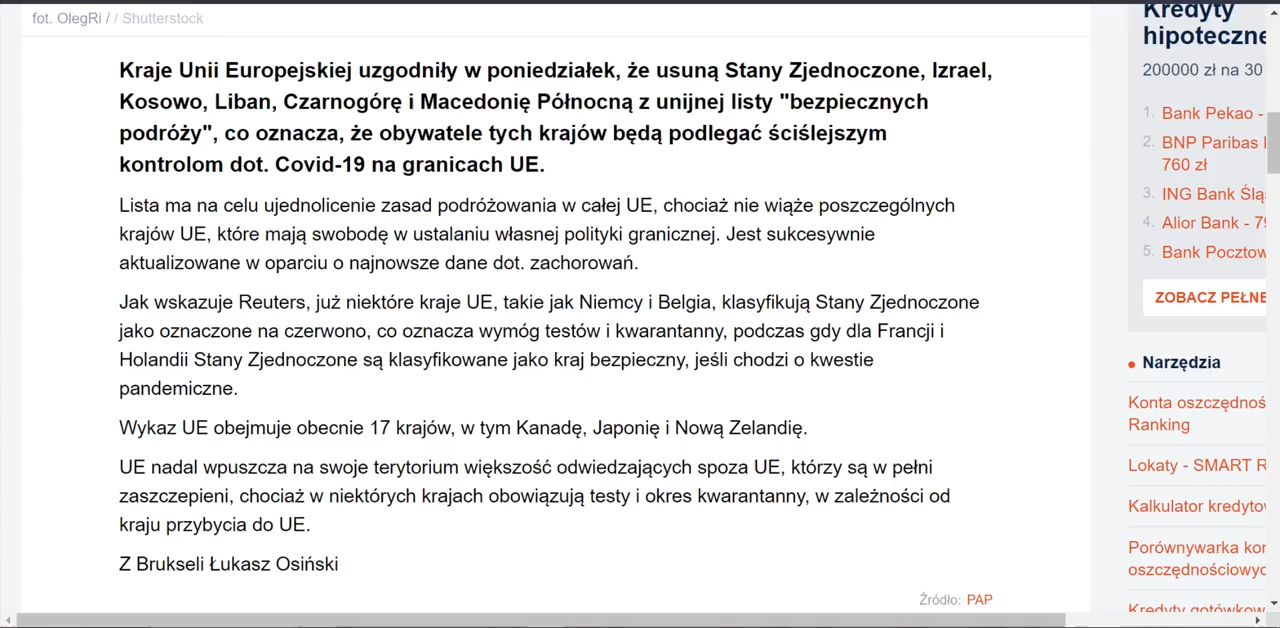 fot. OlegRi / / Shutterstock
Kraje Unii Europejskiej uzgodniły w poniedziałek, że usuną Stany Zjednoczone, Izrael,
Kosowo, Liban, Czarnogórę i Macedonię Północną z unijnej listy "bezpiecznych
podróży", co oznacza, że obywatele tych krajów będą podlegać ściślejszym
kontrolom dot. Covid-19 na granicach UE.
Lista ma na celu ujednolicenie zasad podróżowania w całej UE, chociaż nie wiąże poszczególnych
krajów UE, które mają swobodę w ustalaniu własnej polityki granicznej. Jest sukcesywnie
aktualizowane w oparciu o najnowsze dane dot. zachorowań.
Jak wskazuje Reuters, już niektóre kraje UE, takie jak Niemcy i Belgia, klasyfikują Stany Zjednoczone
jako oznaczone na czerwono, co oznacza wymóg testów i kwarantanny, podczas gdy dla Francji i
Holandii Stany Zjednoczone są klasyfikowane jako kraj bezpieczny, jeśli chodzi o kwestie
pandemiczne.
Wykaz UE obejmuje obecnie 17 krajów, w tym Kanadę, Japonię i Nową Zelandię.
UE nadal wpuszcza na swoje terytorium większość odwiedzających spoza UE, którzy są w pełni
zaszczepieni, chociaż w niektórych krajach obowiązują testy i okres kwarantanny, w zależności od
kraju przybycia do UE.
Z Brukseli Łukasz Osiński
Źródło: PAP
Kredyty
hipoteczne
200000 zł na 30
1. Bank Pekao -
2. BNP Paribas
760 zł
3. ING Bank Ślą
4. Alior Bank - 79
5. Bank Pocztow
ZOBACZ PEŁNE
Narzędzia
Konta oszczędnoś
Ranking
Lokaty - SMART R
Kalkulator kredytow
Porównywarka kon
oszczędnościowyc
Kredyty gotówkow